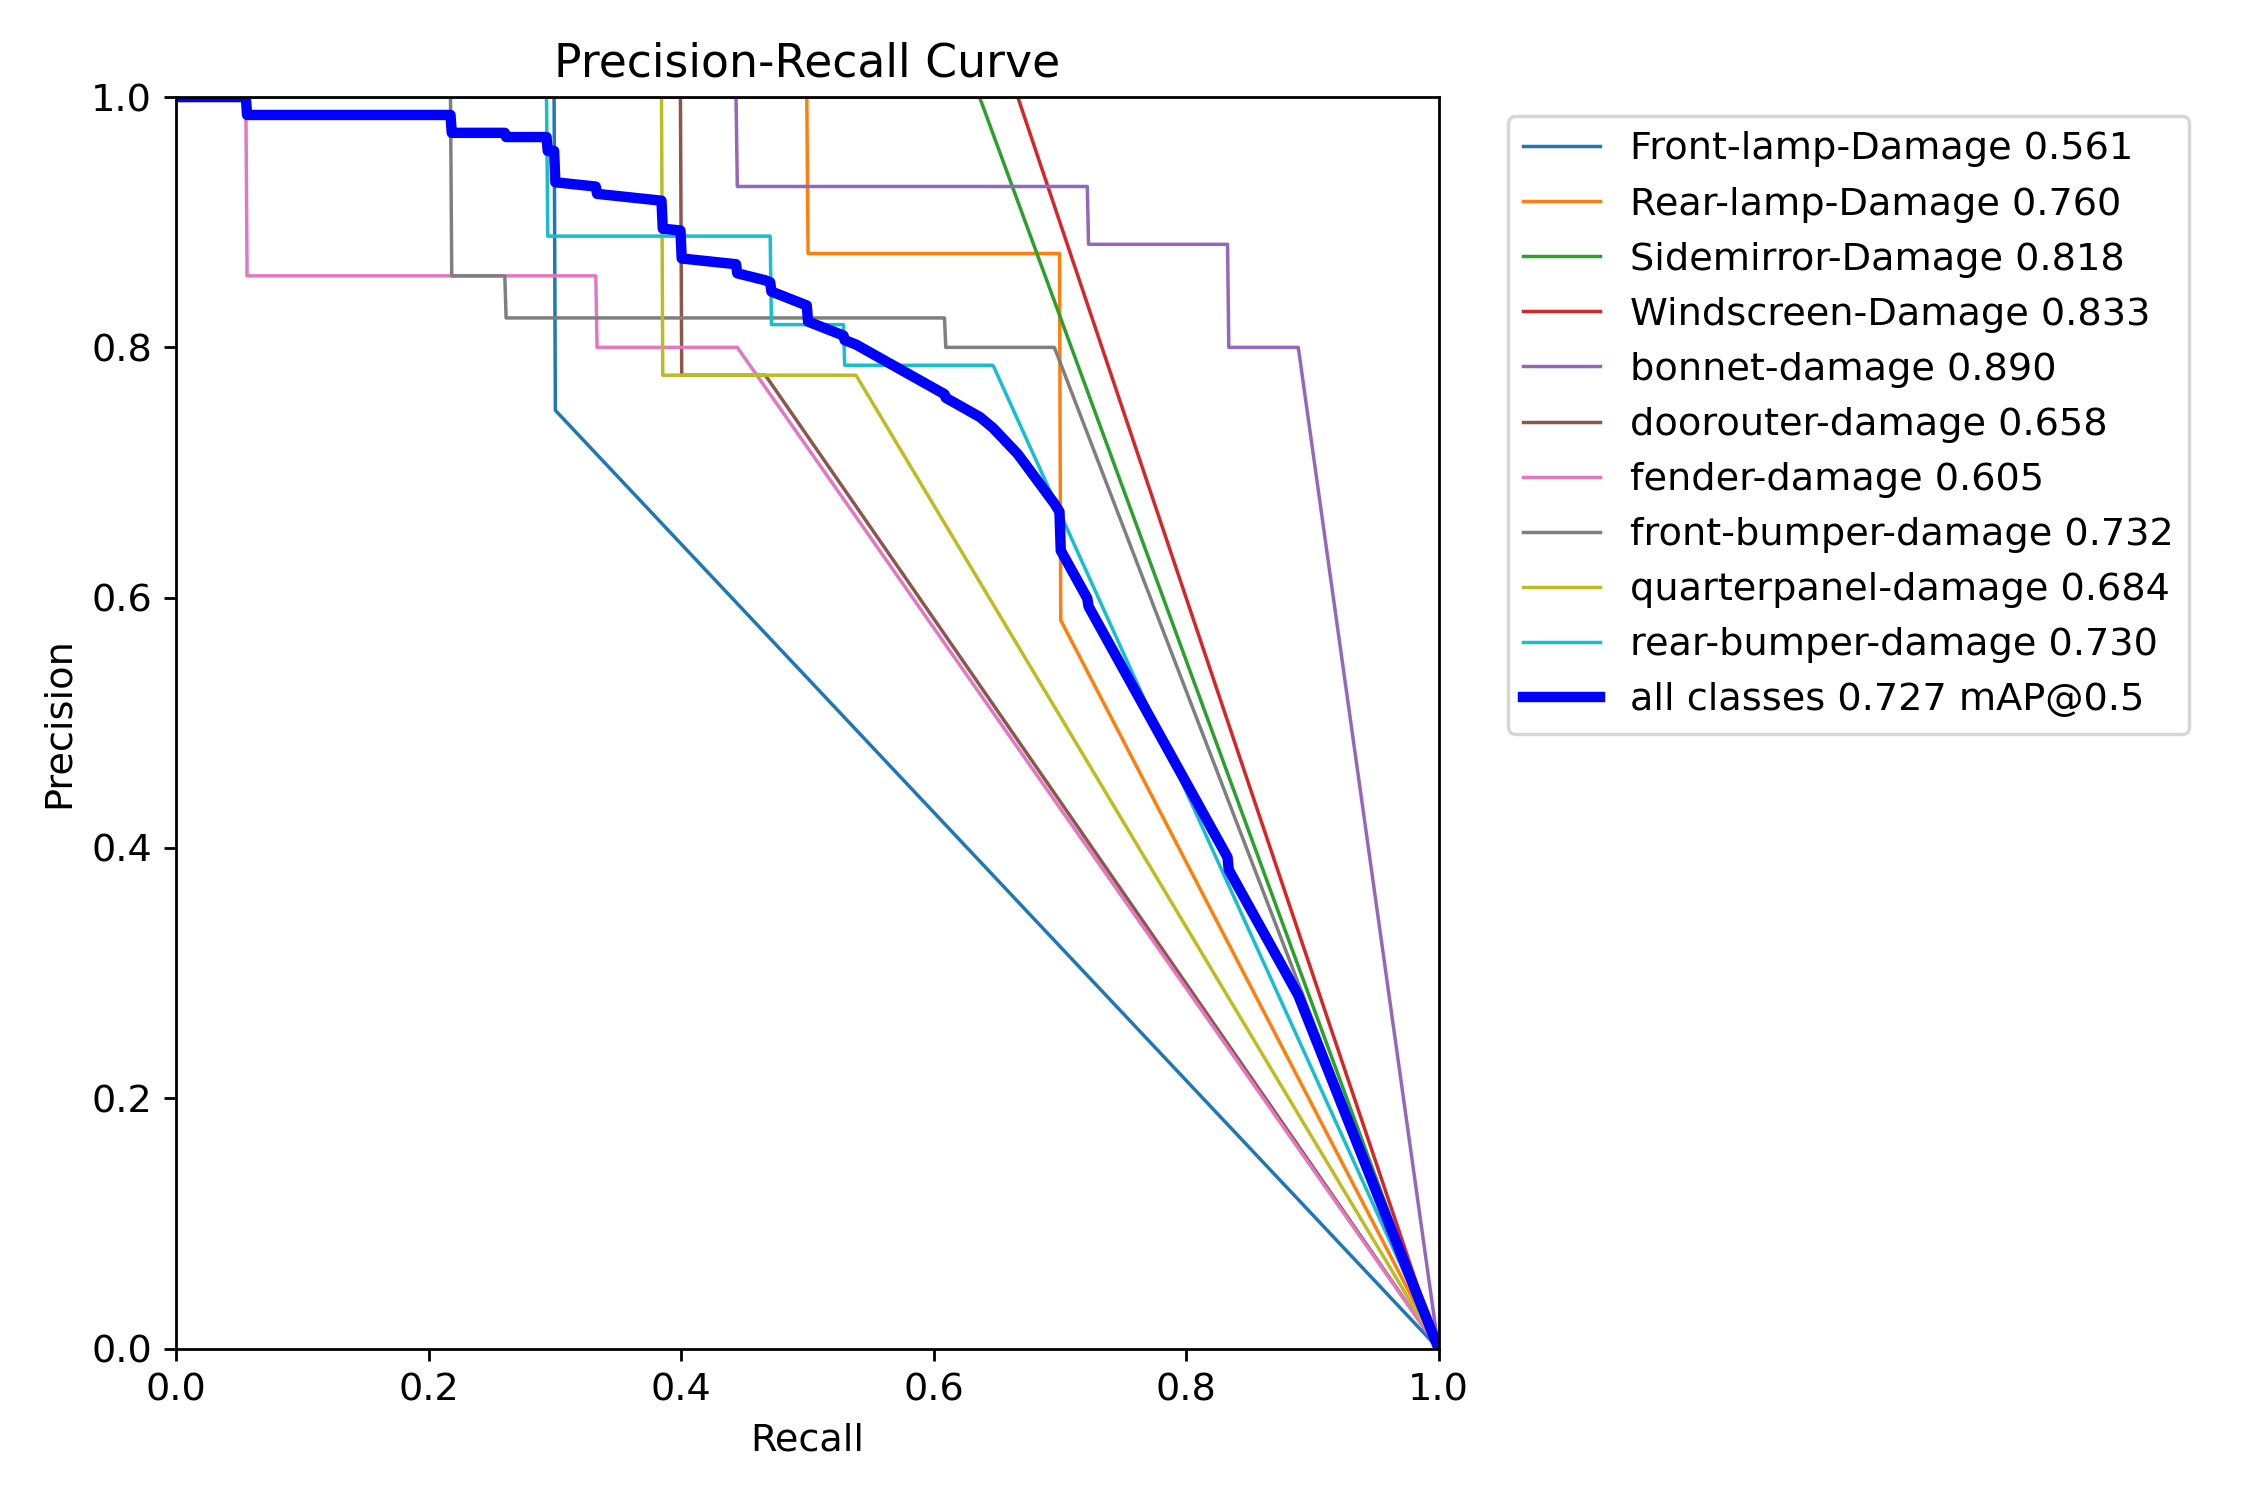 Precision-Recall Curve
1.0
0.8
0.6
0.4
0.2
0.0
Precision
0.0 0.2 0.4 0.6 0.8 1.0
Recall
Front-lamp-Damage 0.561
Rear-lamp-Damage 0.760
Sidemirror-Damage 0.818
Windscreen-Damage 0.833
bonnet-damage 0.890
doorouter-damage 0.658
fender-damage 0.605
front-bumper-damage 0.732
quarterpanel-damage 0.684
rear-bumper-damage 0.730
all classes 0.727 mAP@0.5